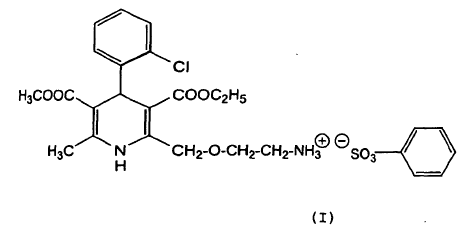 Cl
H₃COOC COOC₂H₅
H₃C N CH₂-O-CH₂-CH₂-NH₃⊕ ⊖SO₃
H
(I)